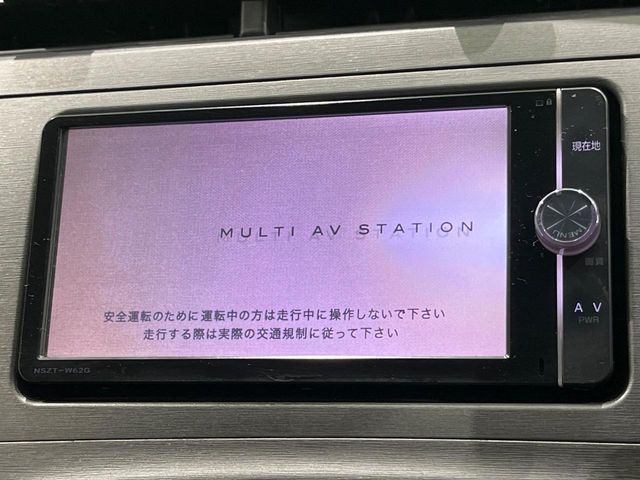 現在地
MULTI AV STATION
MENU
画質
安全運転のために運転中の方は走行中に操作しないで下さい
走行する際は実際の交通規制に従って下さい
A V
PWR
NSZT-W62G